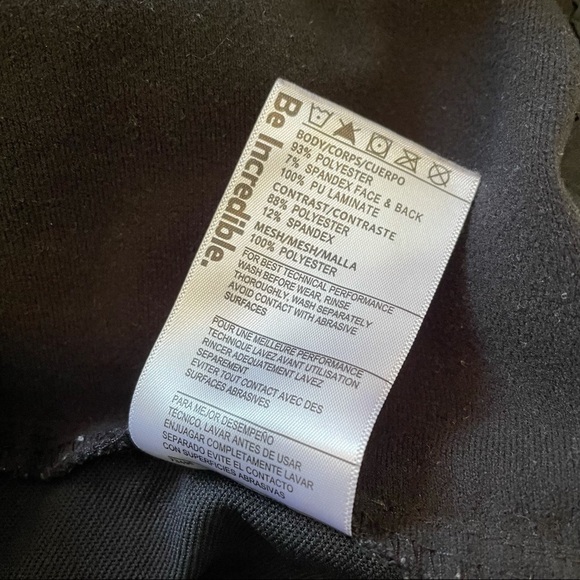 Be Incredible.
BODY/CORPS/CUERPO
93% POLYESTER
7% SPANDEX FACE & BACK
100% PU LAMINATE
CONTRAST/CONTRASTE
88% POLYESTER
12% SPANDEX
MESH/MESH/MALLA
100% POLYESTER
FOR BEST TECHNICAL PERFORMANCE
WASH BEFORE WEAR, RINSE
THOROUGHLY, WASH SEPARATELY
AVOID CONTACT WITH ABRASIVE
SURFACES
POUR UNE MEILLEURE PERFORMANCE
TECHNIQUE LAVEZ AVANT UTILISATION
RINCER ADEQUATEMENT LAVEZ
SEPAREMENT
EVITER TOUT CONTACT AVEC DES
SURFACES ABRASIVES
PARA MEJOR DESEMPEÑO
TÉCNICO, LAVAR ANTES DE USAR
ENJUAGAR COMPLETAMENTE LAVAR
SEPARADO EVITE EL CONTACTO
CON SUPERFICIES ABRASIVAS